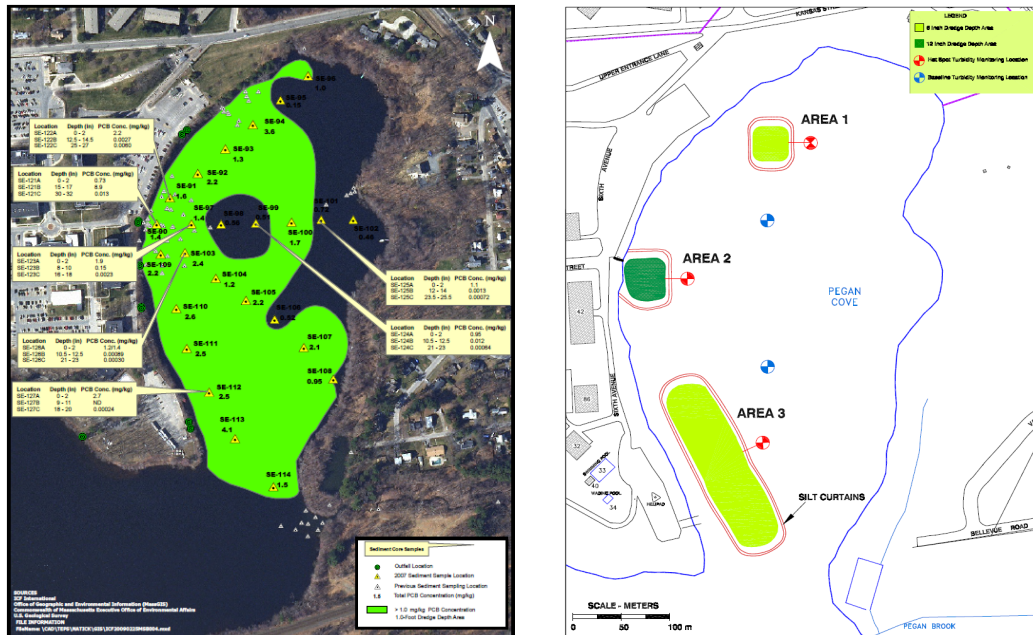 N
SE-96
1.0
SE-95
0.15
SE-94
3.6
SE-93
1.3
SE-92
2.2
SE-91
1.6
SE-97
1.4
SE-98
SE-99
SE-101
SE-102
SE-90
1.4
SE-100
1.7
SE-109
2.2
SE-103
2.4
SE-104
1.2
SE-105
2.2
SE-106
SE-110
2.6
SE-107
2.1
SE-111
2.5
SE-108
0.95
SE-112
2.5
SE-113
4.1
SE-114
1.5
Location Depth (in) PCB Conc. (mg/kg)
SE-122A 0 - 2 2.2
SE-122B 12.5 - 14.5 0.0027
SE-122C 25 - 27 0.0060
Location Depth (in) PCB Conc. (mg/kg)
SE-121A 0 - 2 0.73
SE-121B 15 - 17 8.9
SE-121C 30 - 32 0.013
Location Depth (in) PCB Conc. (mg/kg)
SE-123A 0 - 2 1.9
SE-123B 8 - 10 0.15
SE-123C 16 - 18 0.0023
Location Depth (in) PCB Conc. (mg/kg)
SE-126A 0 - 2 1.2/1.4
SE-126B 10.5 - 12.5 0.00089
SE-126C 21 - 23 0.00030
Location Depth (in) PCB Conc. (mg/kg)
SE-127A 0 - 2 2.7
SE-127B 9 - 11 ND
SE-127C 18 - 20 0.00024
Location Depth (in) PCB Conc. (mg/kg)
SE-125A 0 - 2 1.1
SE-125B 12 - 14 0.0013
SE-125C 23.5 - 25.5 0.00072
Location Depth (in) PCB Conc. (mg/kg)
SE-124A 0 - 2 0.95
SE-124B 10.5 - 12.5 0.012
SE-124C 21 - 23 0.00064
Sediment Core Samples
Outfall Location
2007 Sediment Sample Location
Previous Sediment Sampling Location
1.5 Total PCB Concentration (mg/kg)
> 1.0 mg/kg PCB Concentration
1.0-Foot Dredge Depth Area
SOURCES
ICF International
Office of Geographic and Environmental Information (MassGIS)
Commonwealth of Massachusetts Executive Office of Environmental Affairs
U.S. Geological Survey
FILE INFORMATION
LEGEND
6 Inch Dredge Depth Area
12 Inch Dredge Depth Area
Hot Spot Turbidity Monitoring Location
Baseline Turbidity Monitoring Location
UPPER ENTRANCE LANE
SIXTH AVENUE
AREA 1
AREA 2
STREET
42
PEGAN
COVE
86
SIXTH AVENUE
AREA 3
32
SWIMMING POOL
33
40
WADING POOL
34
HELIPAD
SILT CURTAINS
BELLEVUE ROAD
SCALE - METERS
0 50 100 m
PEGAN BROOK